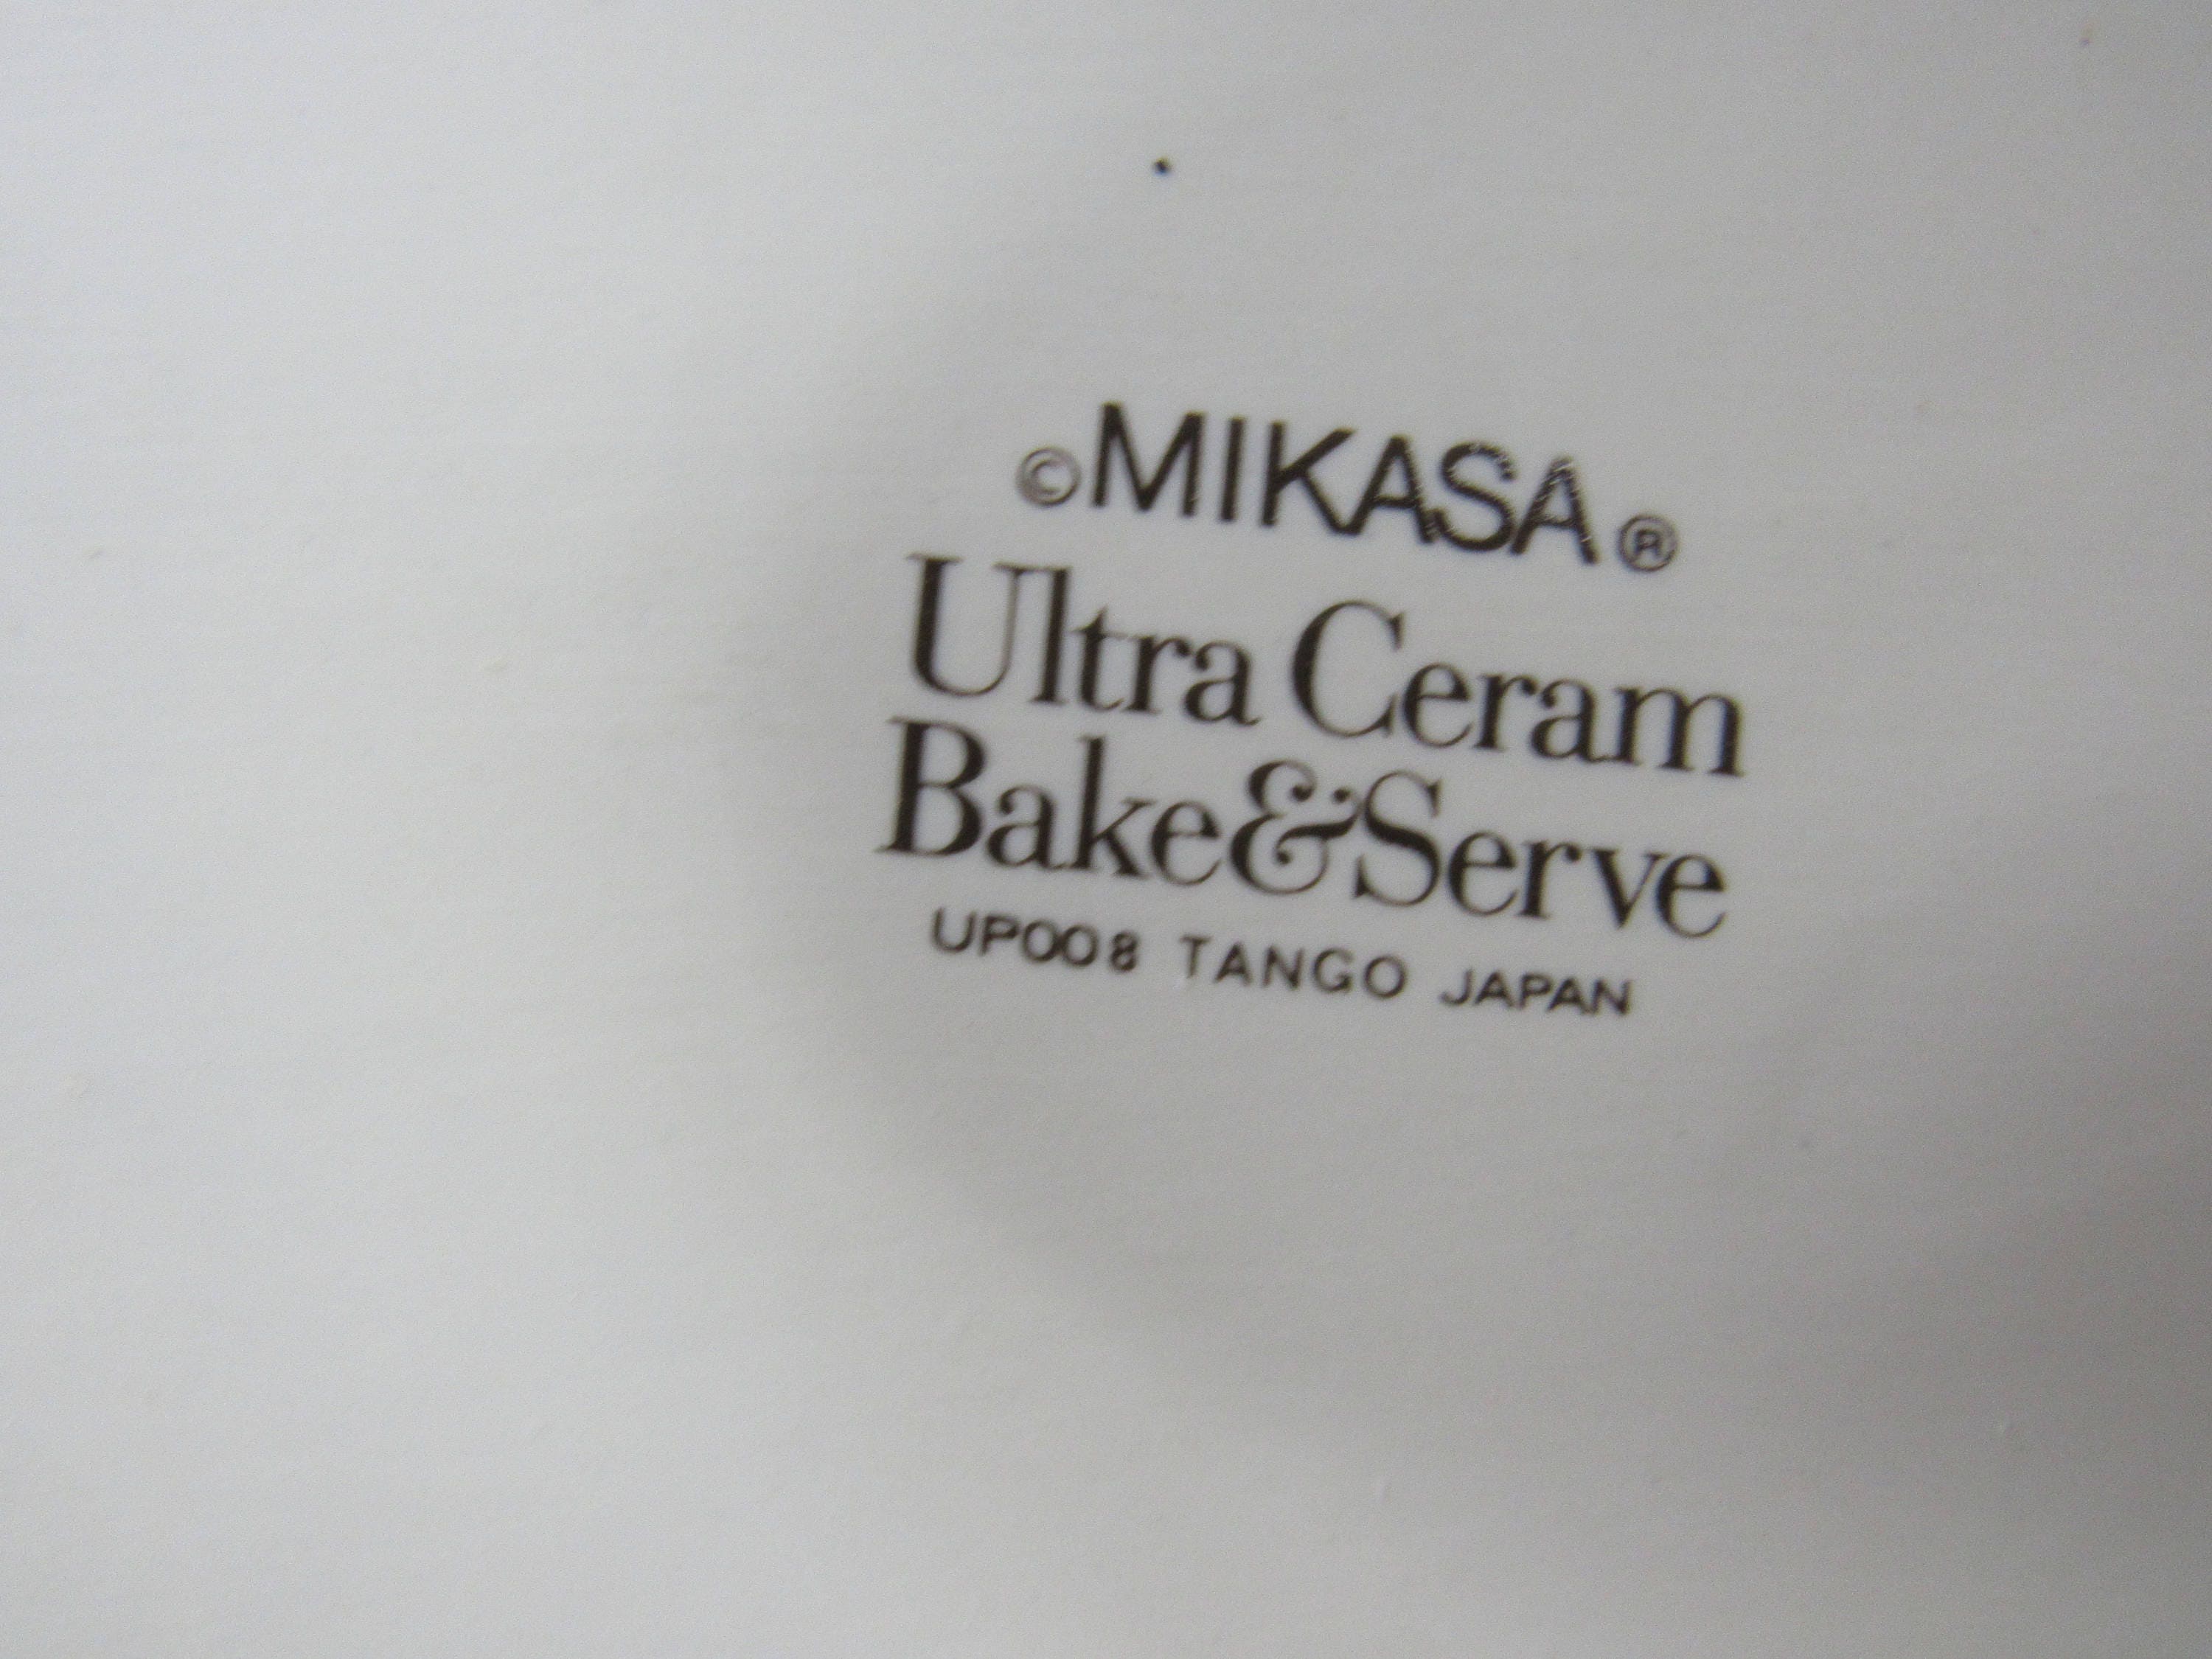 ©MIKASA®
Ultra Ceram
Bake&Serve
UP008 TANGO JAPAN